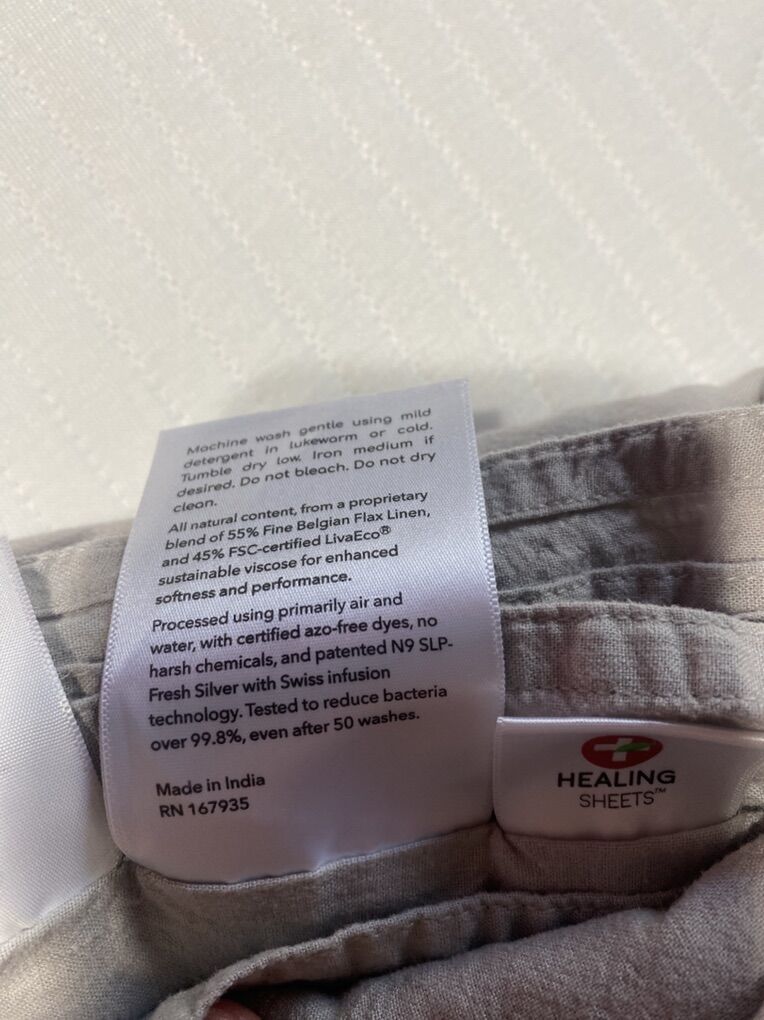 Machine wash gentle using mild
detergent in lukewarm or cold.
Tumble dry low. Iron medium if
desired. Do not bleach. Do not dry
clean.
All natural content, from a proprietary
blend of 55% Fine Belgian Flax Linen,
and 45% FSC-certified LivaEco®
sustainable viscose for enhanced
softness and performance.
Processed using primarily air and
water, with certified azo-free dyes, no
harsh chemicals, and patented N9 SLP-
Fresh Silver with Swiss infusion
technology. Tested to reduce bacteria
over 99.8%, even after 50 washes.
Made in India
RN 167935
HEALING
SHEETS™